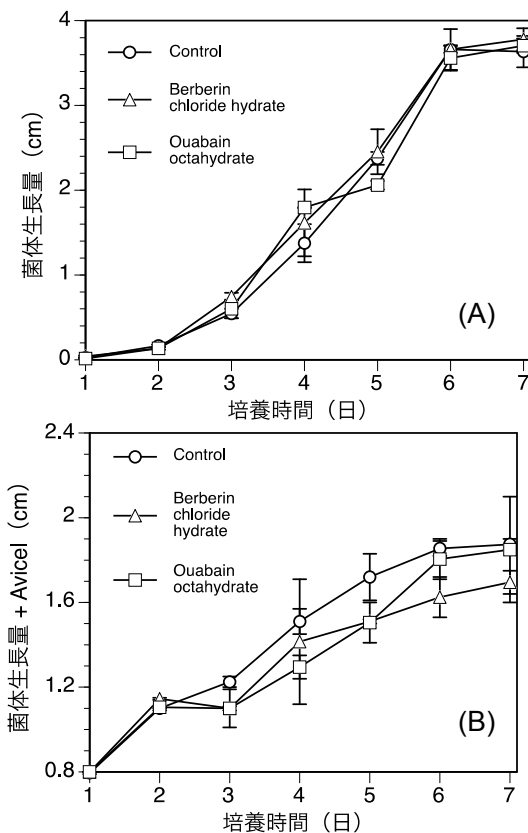 4
3
2
1
0
菌体生長量（cm）
Control
Berberin
chloride hydrate
Ouabain
octahydrate
(A)
1 2 3 4 5 6 7
培養時間（日）
2.4
2
1.6
1.2
0.8
菌体生長量 + Avicel（cm）
Control
Berberin
chloride
hydrate
Ouabain
octahydrate
(B)
1 2 3 4 5 6 7
培養時間（日）